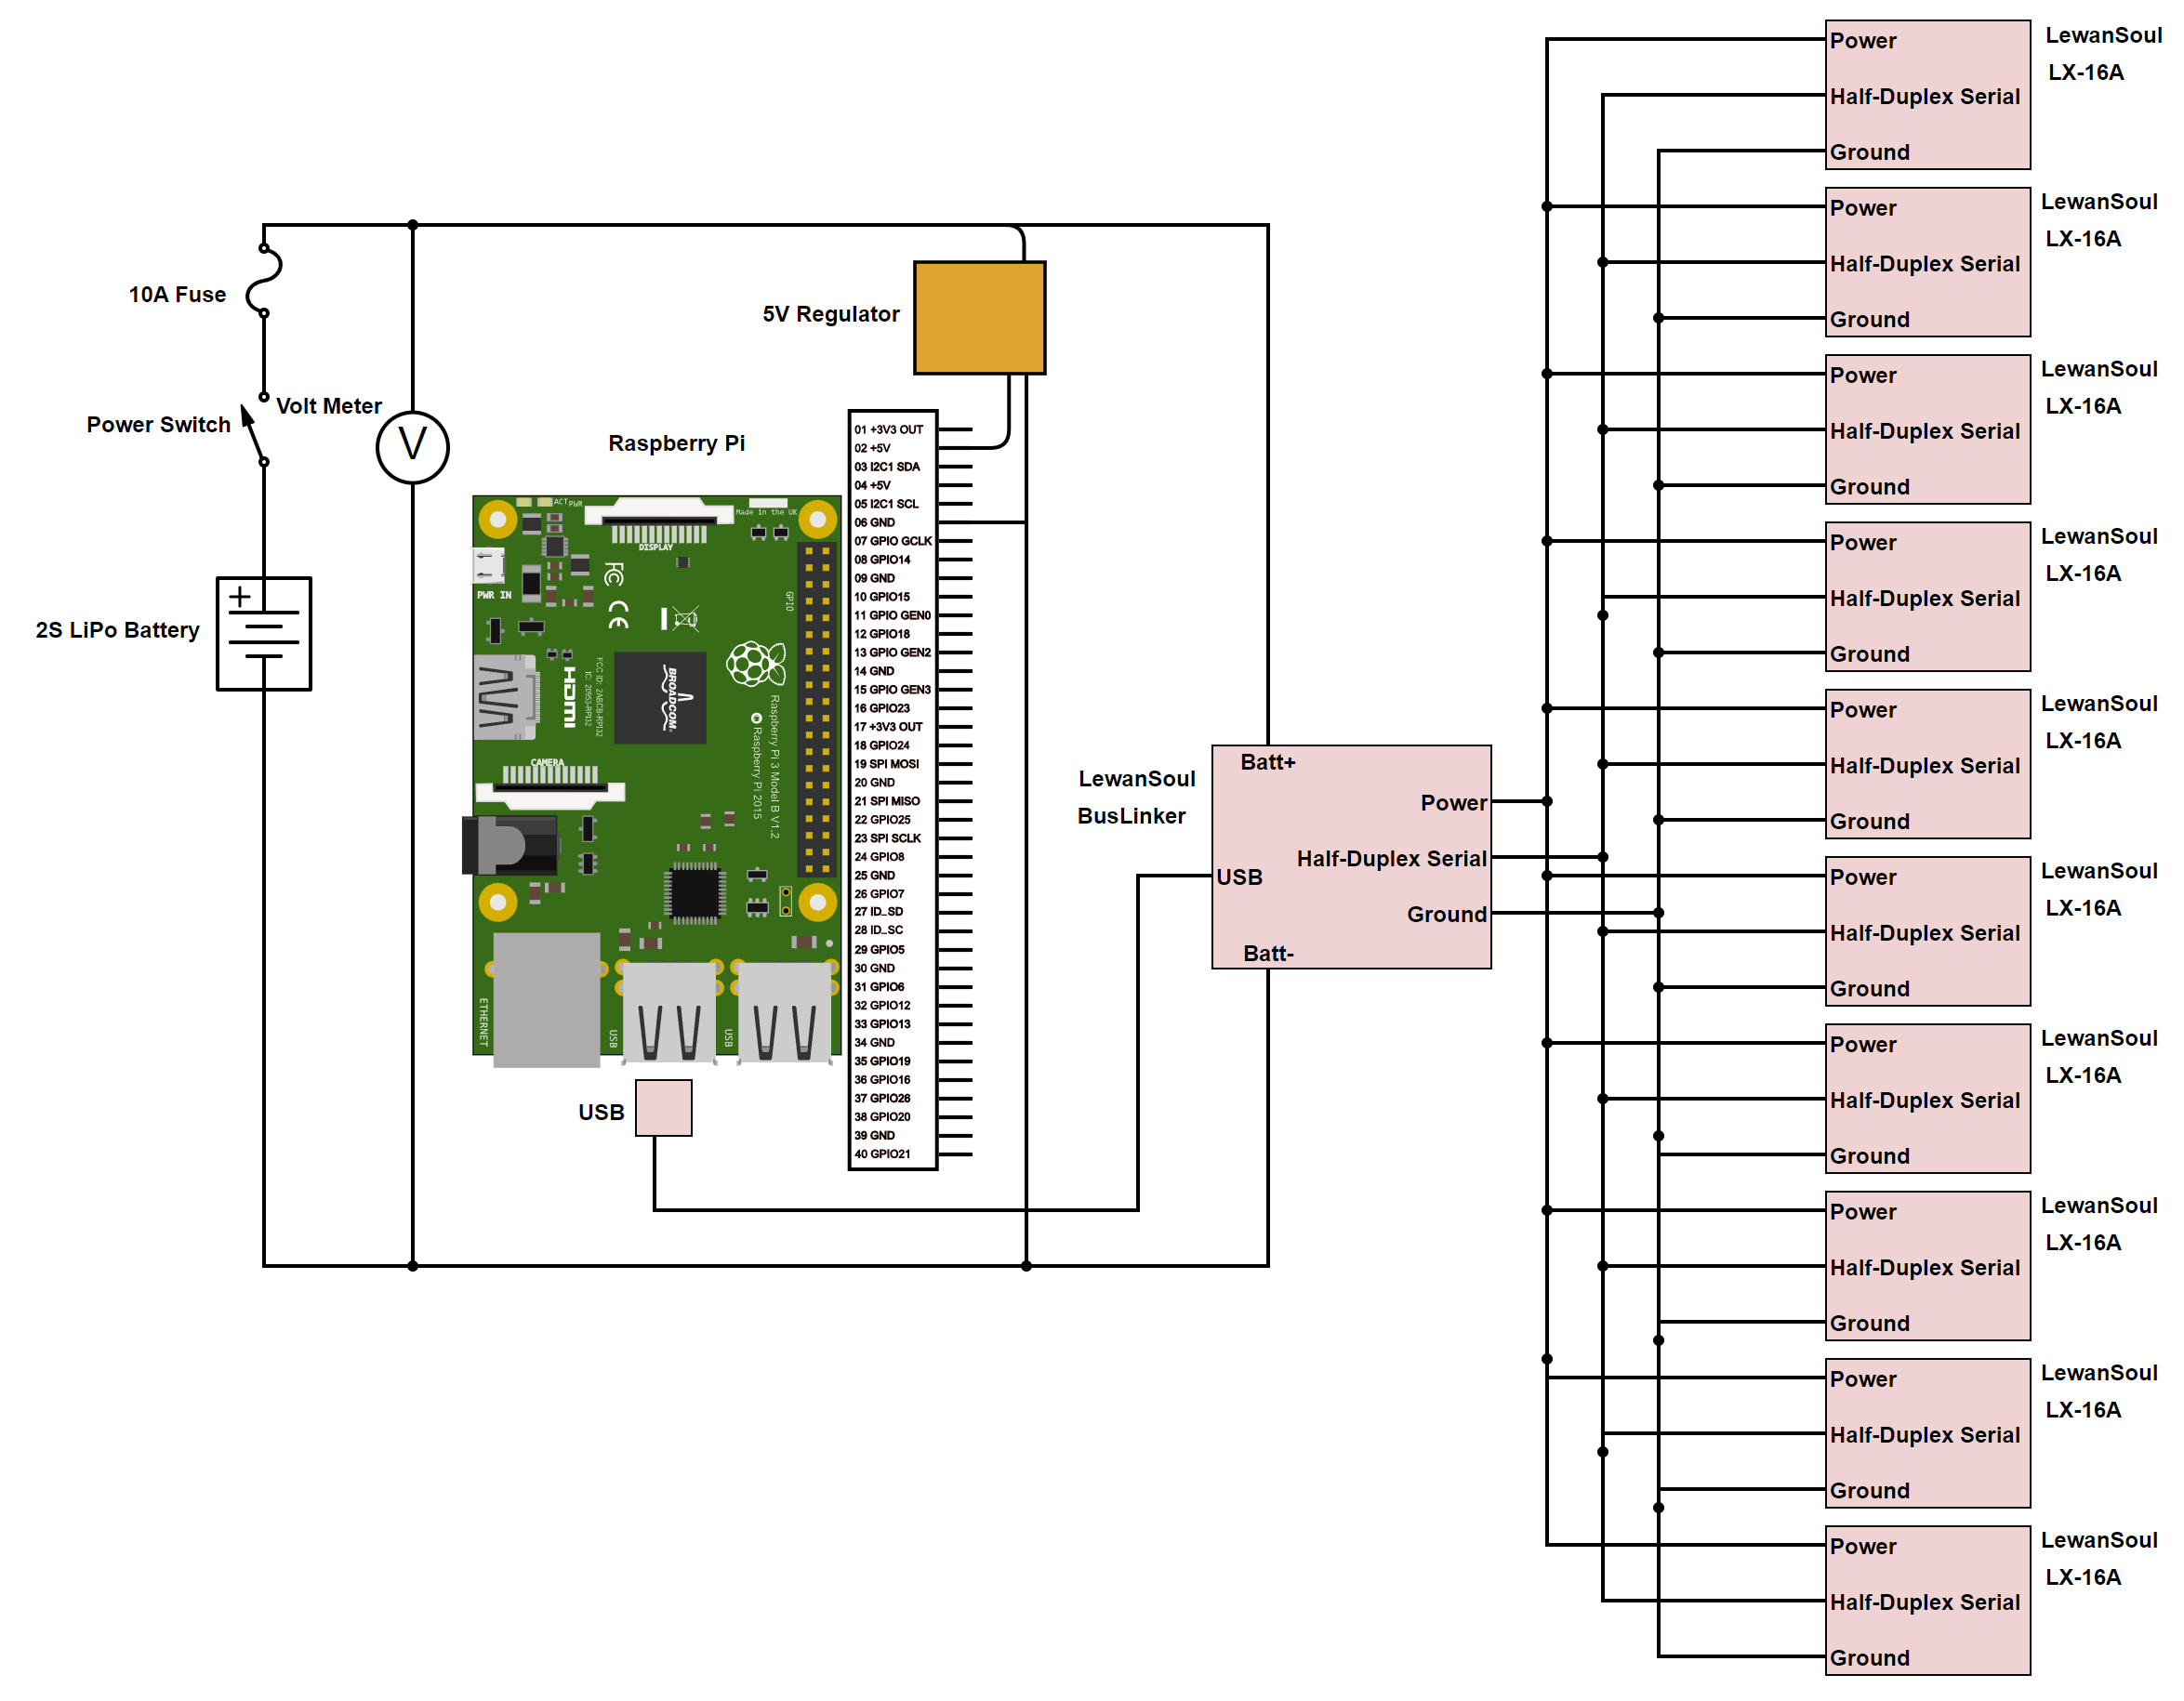 10A Fuse
Power Switch
Volt Meter
V
2S LiPo Battery
+
5V Regulator
Raspberry Pi
ACT
PWR
Made in the UK
DISPLAY
PWR IN
FC
CE
GPIO
HDMI
FCC ID: 2ABCB-RPI32
IC: 20953-RPI32
BROADCOM
Raspberry Pi 3 Model B V1.2
© Raspberry Pi 2015
CAMERA
ETHERNET
USB
USB
USB
01 +3V3 OUT
02 +5V
03 I2C1 SDA
04 +5V
05 I2C1 SCL
06 GND
07 GPIO GCLK
08 GPIO14
09 GND
10 GPIO15
11 GPIO GEN0
12 GPIO18
13 GPIO GEN2
14 GND
15 GPIO GEN3
16 GPIO23
17 +3V3 OUT
18 GPIO24
19 SPI MOSI
20 GND
21 SPI MISO
22 GPIO25
23 SPI SCLK
24 GPIO8
25 GND
26 GPIO7
27 ID_SD
28 ID_SC
29 GPIO5
30 GND
31 GPIO6
32 GPIO12
33 GPIO13
34 GND
35 GPIO19
36 GPIO16
37 GPIO26
38 GPIO20
39 GND
40 GPIO21
LewanSoul
BusLinker
Batt+
Power
Half-Duplex Serial
USB
Ground
Batt-
Power
Half-Duplex Serial
Ground
LewanSoul
LX-16A
Power
Half-Duplex Serial
Ground
LewanSoul
LX-16A
Power
Half-Duplex Serial
Ground
LewanSoul
LX-16A
Power
Half-Duplex Serial
Ground
LewanSoul
LX-16A
Power
Half-Duplex Serial
Ground
LewanSoul
LX-16A
Power
Half-Duplex Serial
Ground
LewanSoul
LX-16A
Power
Half-Duplex Serial
Ground
LewanSoul
LX-16A
Power
Half-Duplex Serial
Ground
LewanSoul
LX-16A
Power
Half-Duplex Serial
Ground
LewanSoul
LX-16A
Power
Half-Duplex Serial
Ground
LewanSoul
LX-16A